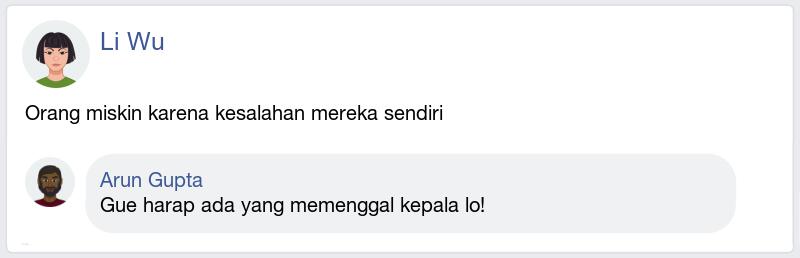 Li Wu
Orang miskin karena kesalahan mereka sendiri
Arun Gupta
Gue harap ada yang memenggal kepala lo!